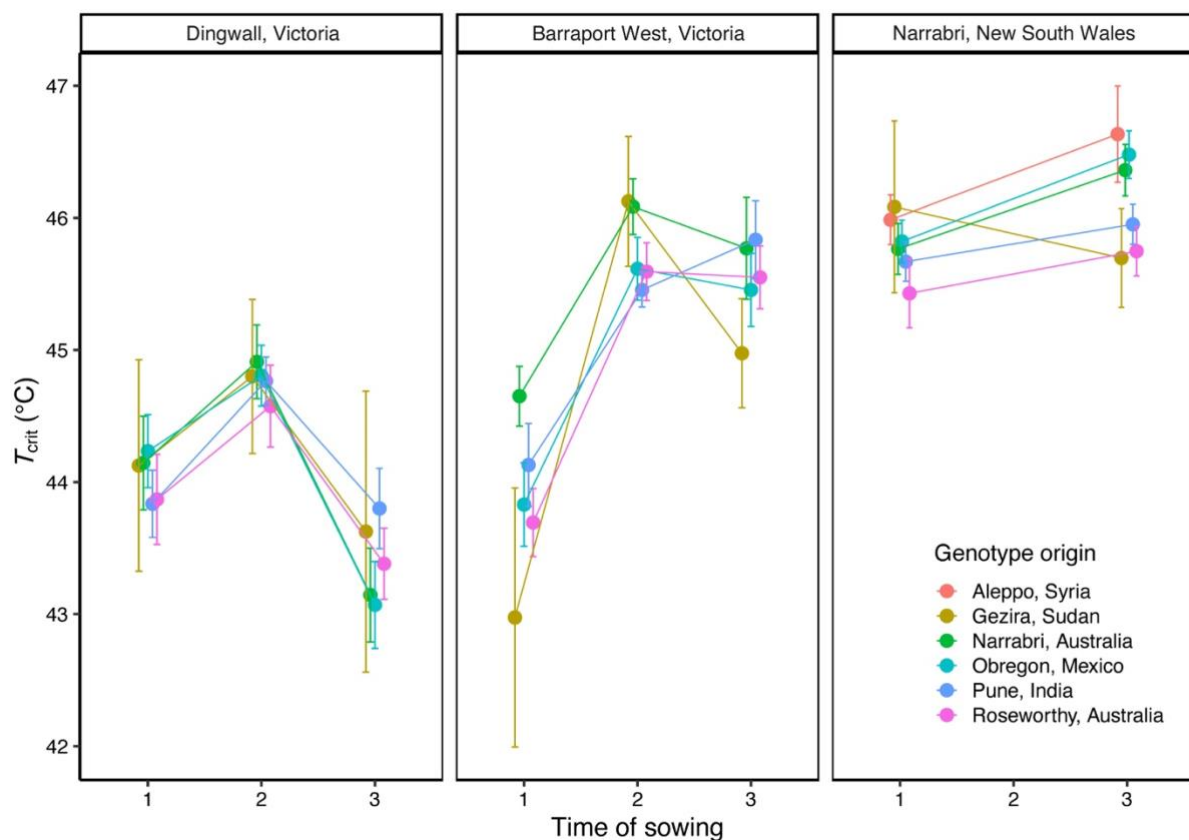 Dingwall, Victoria
Barraport West, Victoria
Narrabri, New South Wales
47
46
45
44
43
42
T crit (°C)
1 2 3
1 2 3
1 2 3
Time of sowing
Genotype origin
Aleppo, Syria
Gezira, Sudan
Narrabri, Australia
Obregon, Mexico
Pune, India
Roseworthy, Australia